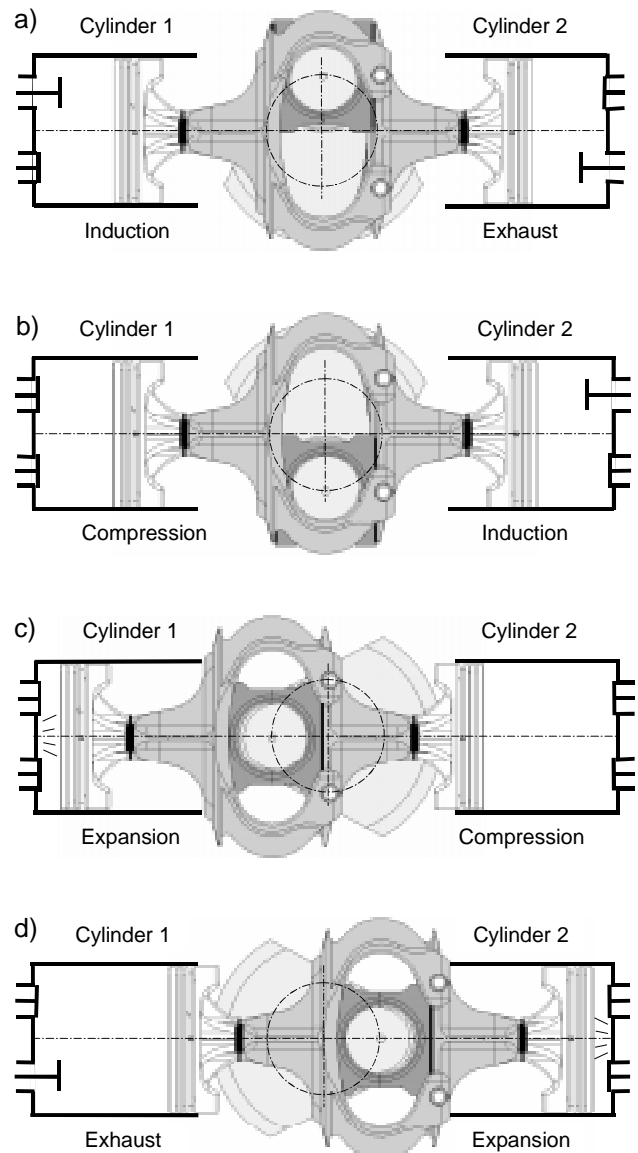 a)
Cylinder 1 Cylinder 2
Induction Exhaust
b)
Cylinder 1 Cylinder 2
Compression Induction
c)
Cylinder 1 Cylinder 2
Expansion Compression
d)
Cylinder 1 Cylinder 2
Exhaust Expansion